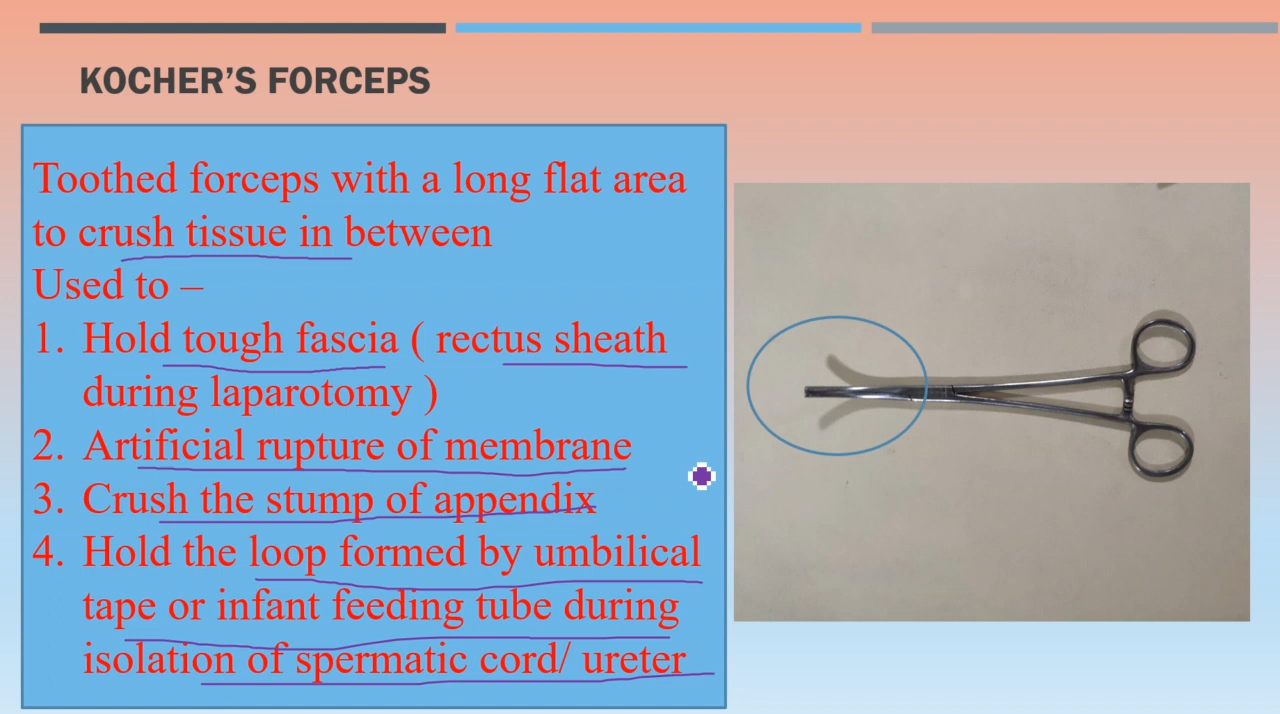 KOCHER'S FORCEPS
Toothed forceps with a long flat area
to crush tissue in between
Used to –
1. Hold tough fascia ( rectus sheath
during laparotomy )
2. Artificial rupture of membrane
3. Crush the stump of appendix
4. Hold the loop formed by umbilical
tape or infant feeding tube during
isolation of spermatic cord/ ureter